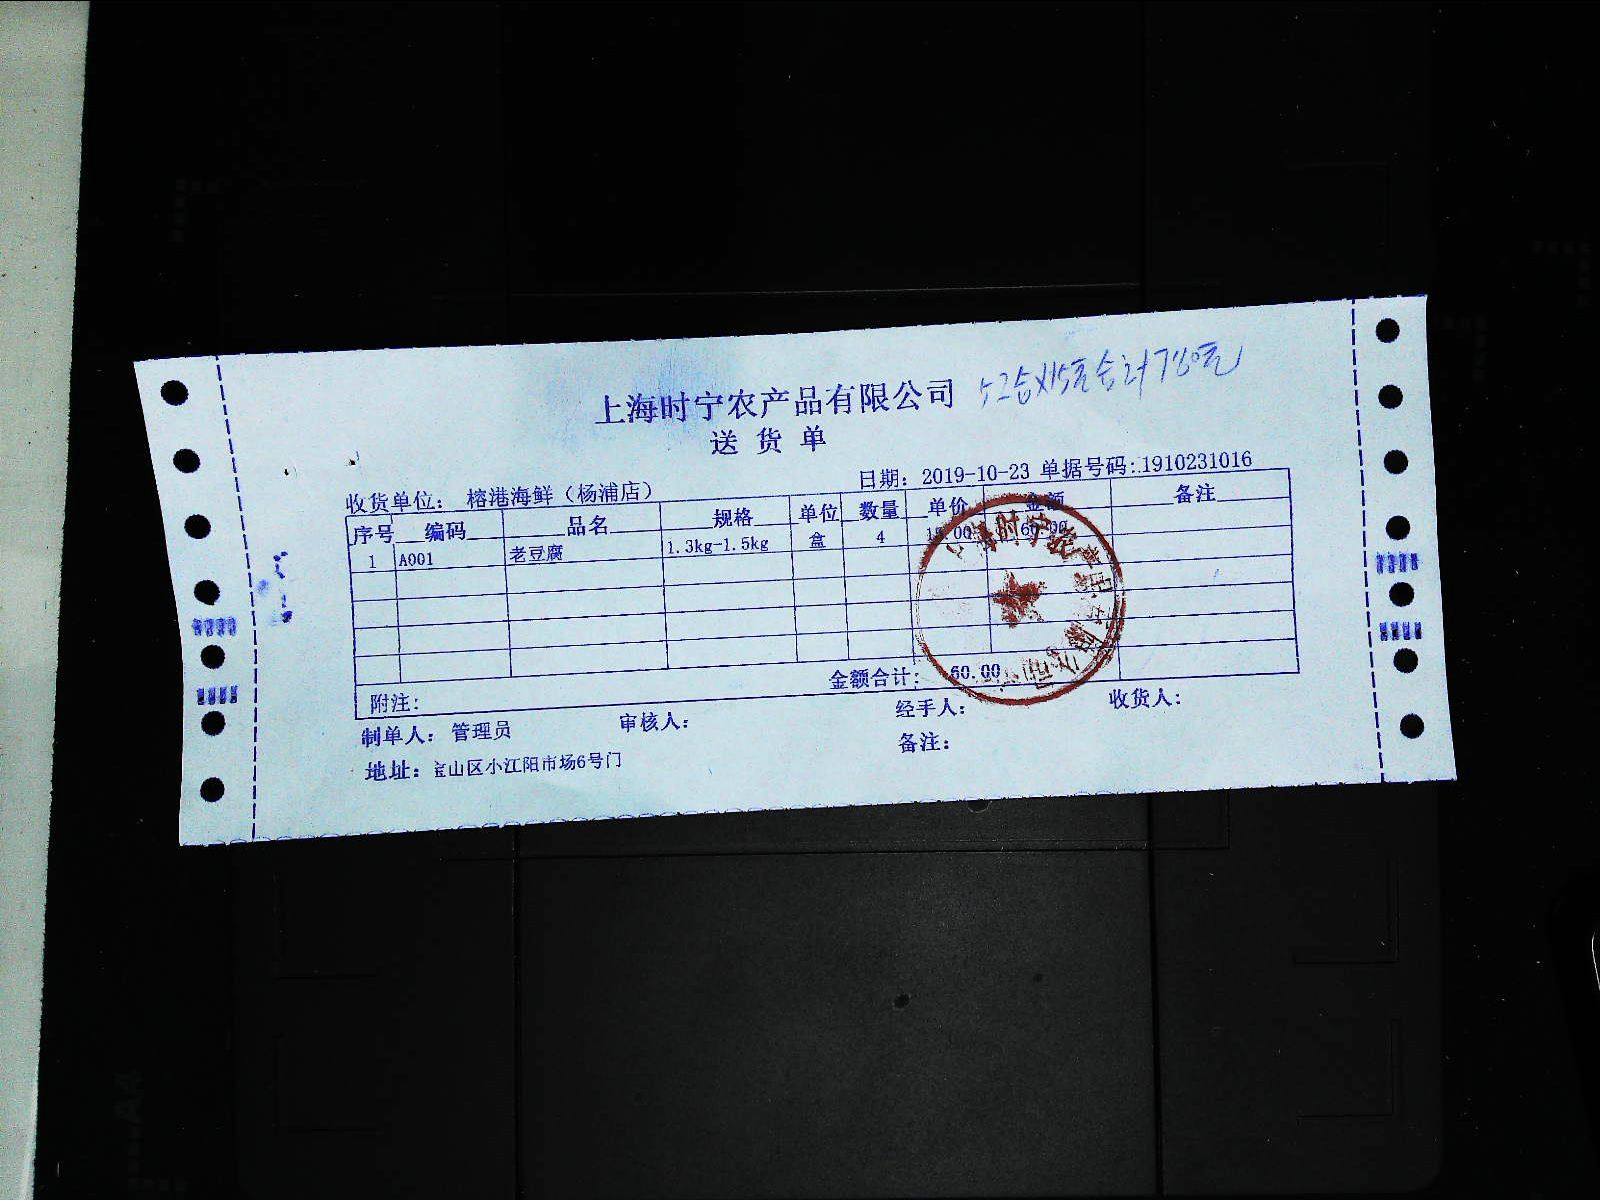 上海时宁农产品有限公司 52盒X15元合计780元
送货单
日期: 2019-10-23 单据号码:1910231016
收货单位: 榕港海鲜（杨浦店）
序号 编码 品名 规格 单位 数量 单价 金额 备注
1 A001 老豆腐 1.3kg-1.5kg 盒 4 15.00 60.00
金额合计: 60.00
附注:
制单人: 管理员 审核人: 经手人: 收货人:
地址: 宝山区小江阳市场6号门 备注: